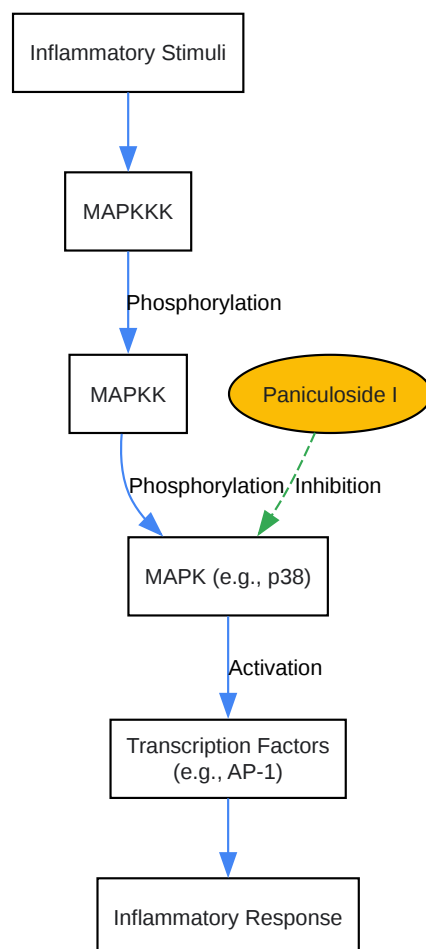 Inflammatory Stimuli
MAPKKK
Phosphorylation
MAPKK
Paniculoside I
Phosphorylation
Inhibition
MAPK (e.g., p38)
Activation
Transcription Factors
(e.g., AP-1)
Inflammatory Response